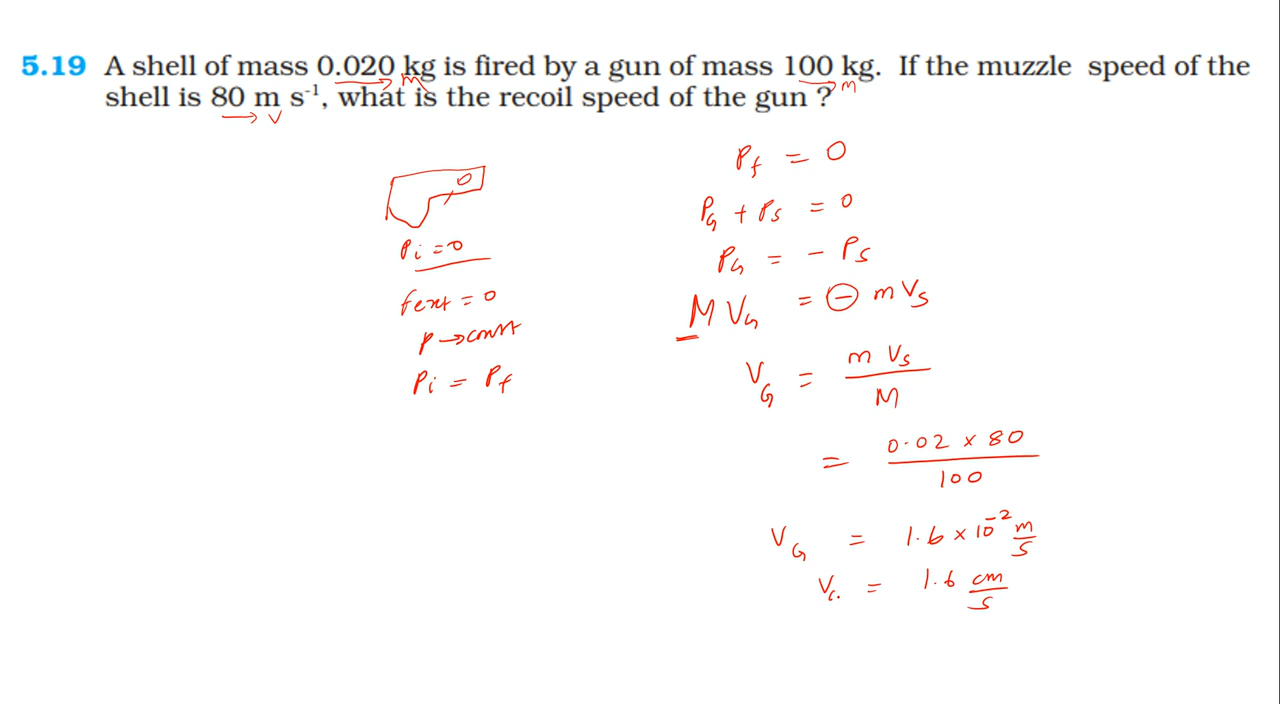 5.19 A shell of mass 0.020 kg is fired by a gun of mass 100 kg. If the muzzle speed of the
m
shell is 80 m s⁻¹, what is the recoil speed of the gun ?
M
v
Pi = 0
Fext = 0
P → const
Pi = Pf
Pf = 0
PG + Ps = 0
PG = - Ps
M VG = - m Vs
VG = m Vs / M
= 0.02 x 80 / 100
VG = 1.6 x 10⁻² m/s
VG = 1.6 cm/s